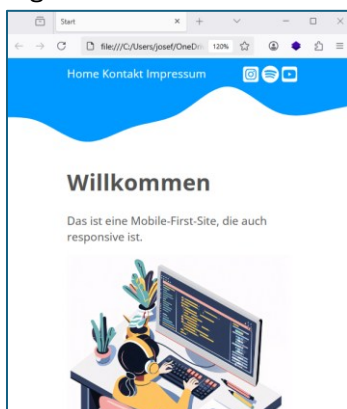 Start
file:///C:/Users/josef/OneDri
120%
Home Kontakt Impressum
Willkommen
Das ist eine Mobile-First-Site, die auch
responsive ist.